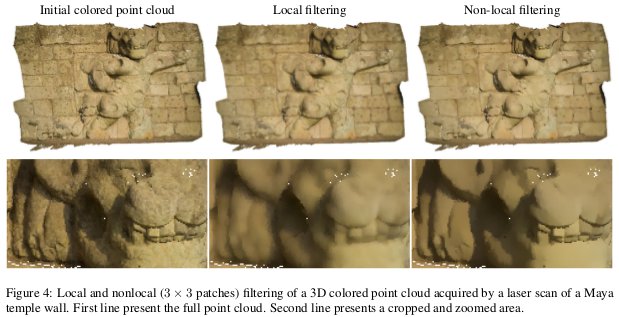 Initial colored point cloud
Local filtering
Non-local filtering
Figure 4: Local and nonlocal (3 × 3 patches) filtering of a 3D colored point cloud acquired by a laser scan of a Maya
temple wall. First line present the full point cloud. Second line presents a cropped and zoomed area.